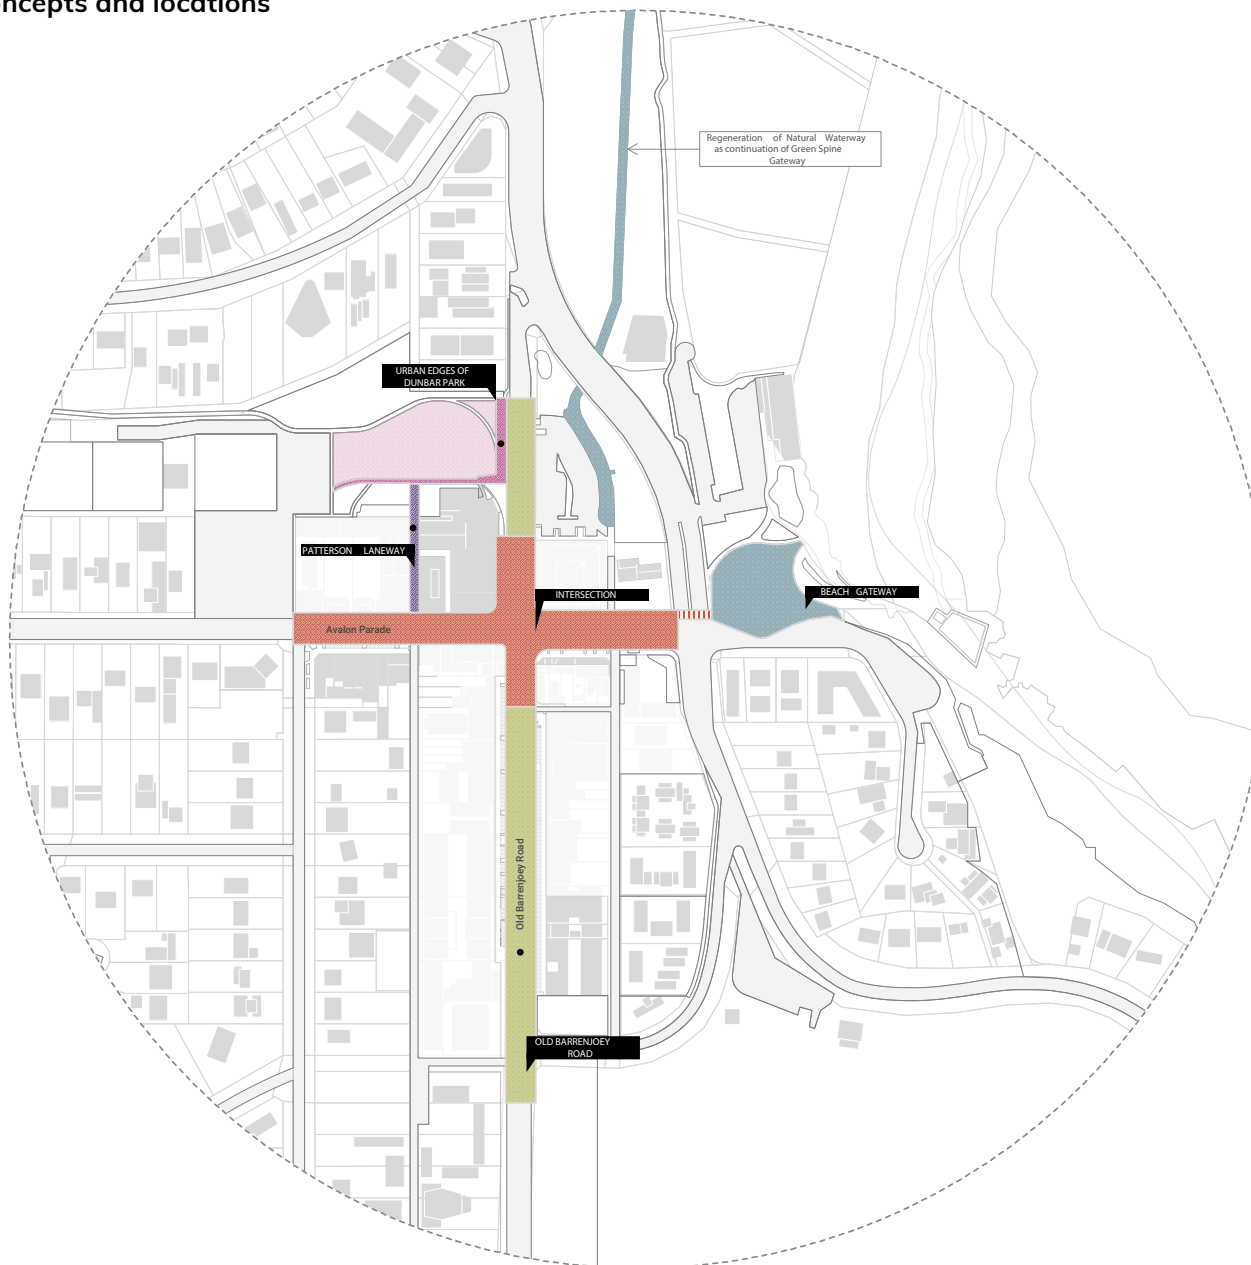 ncepts and locations
Regeneration of Natural Waterway
as continuation of Green Spine
Gateway
URBAN EDGES OF
DUNBAR PARK
PATTERSON LANEWAY
INTERSECTION
BEACH GATEWAY
Avalon Parade
Old Barrenjoey Road
OLD BARRENJOEY
ROAD